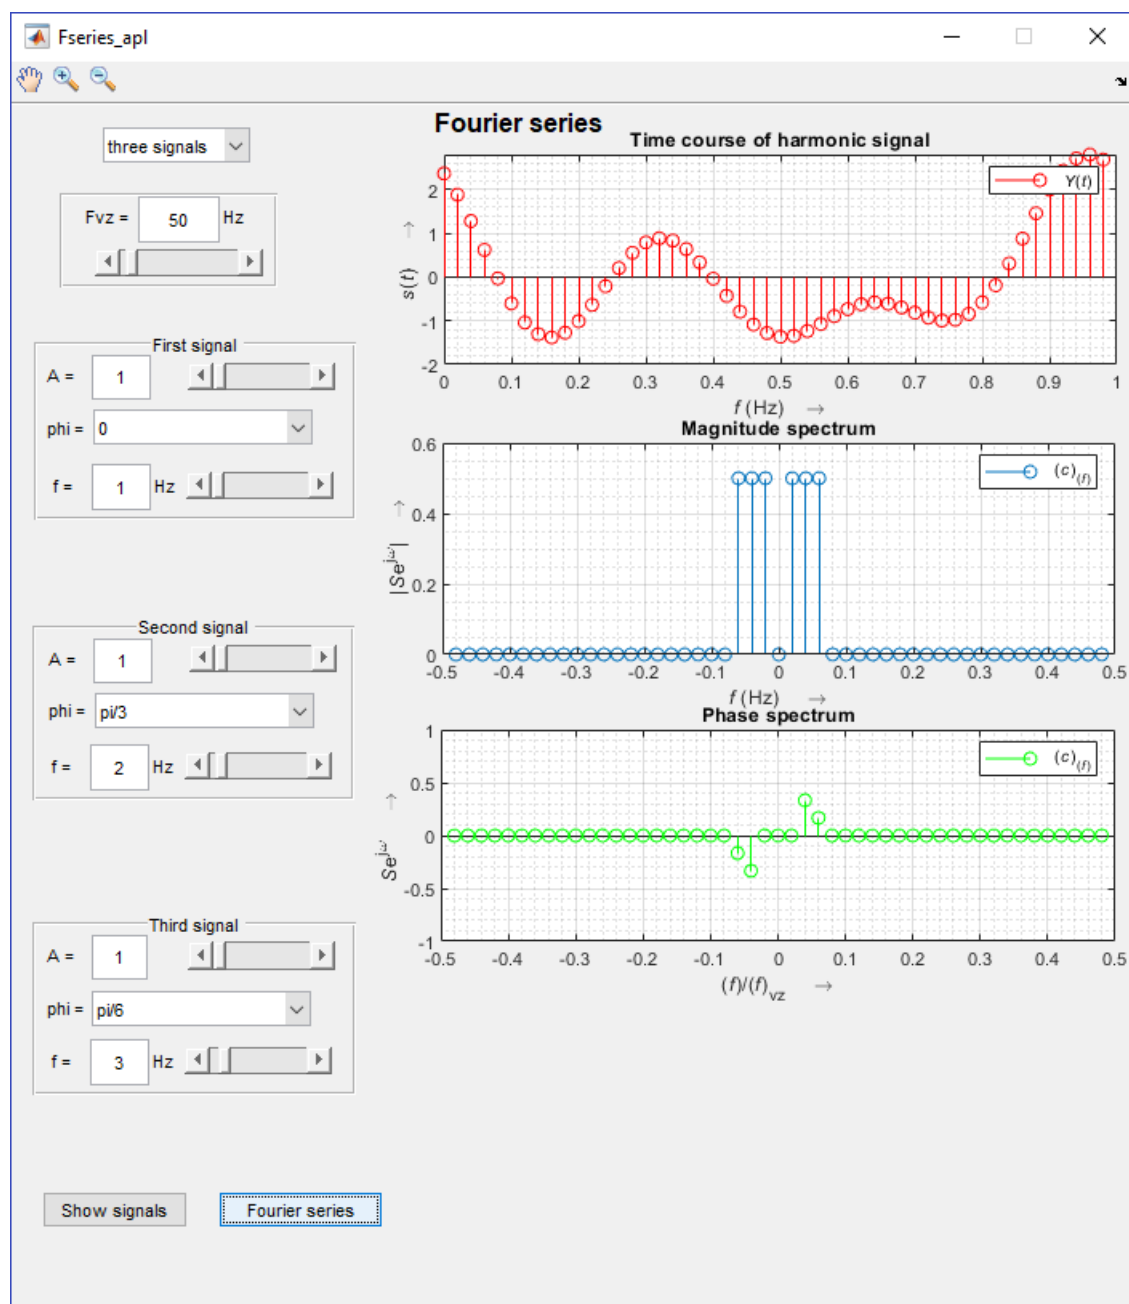 Fseries_apl
three signals
Fvz = 50 Hz
First signal
A = 1
phi = 0
f = 1 Hz
Second signal
A = 1
phi = pi/3
f = 2 Hz
Third signal
A = 1
phi = pi/6
f = 3 Hz
Show signals
Fourier series
Fourier series
Time course of harmonic signal
Y(t)
s(t) →
2
1
0
-1
-2
0 0.1 0.2 0.3 0.4 0.5 0.6 0.7 0.8 0.9 1
f (Hz) →
Magnitude spectrum
(c)(f)
|Se^jω| →
0.6
0.4
0.2
0
-0.5 -0.4 -0.3 -0.2 -0.1 0 0.1 0.2 0.3 0.4 0.5
f (Hz) →
Phase spectrum
(c)(f)
Se^jω →
1
0.5
0
-0.5
-1
-0.5 -0.4 -0.3 -0.2 -0.1 0 0.1 0.2 0.3 0.4 0.5
(f)/(f)vz →